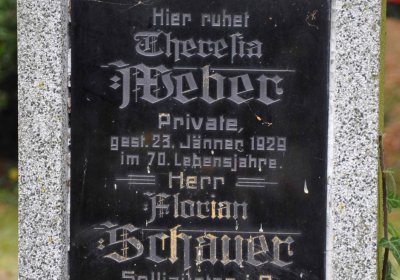 Hier ruhet
Theresia
Weber
Private,
gest. 23. Jänner 1929
im 70. Lebensjahre.
Herr
Florian
Schauer